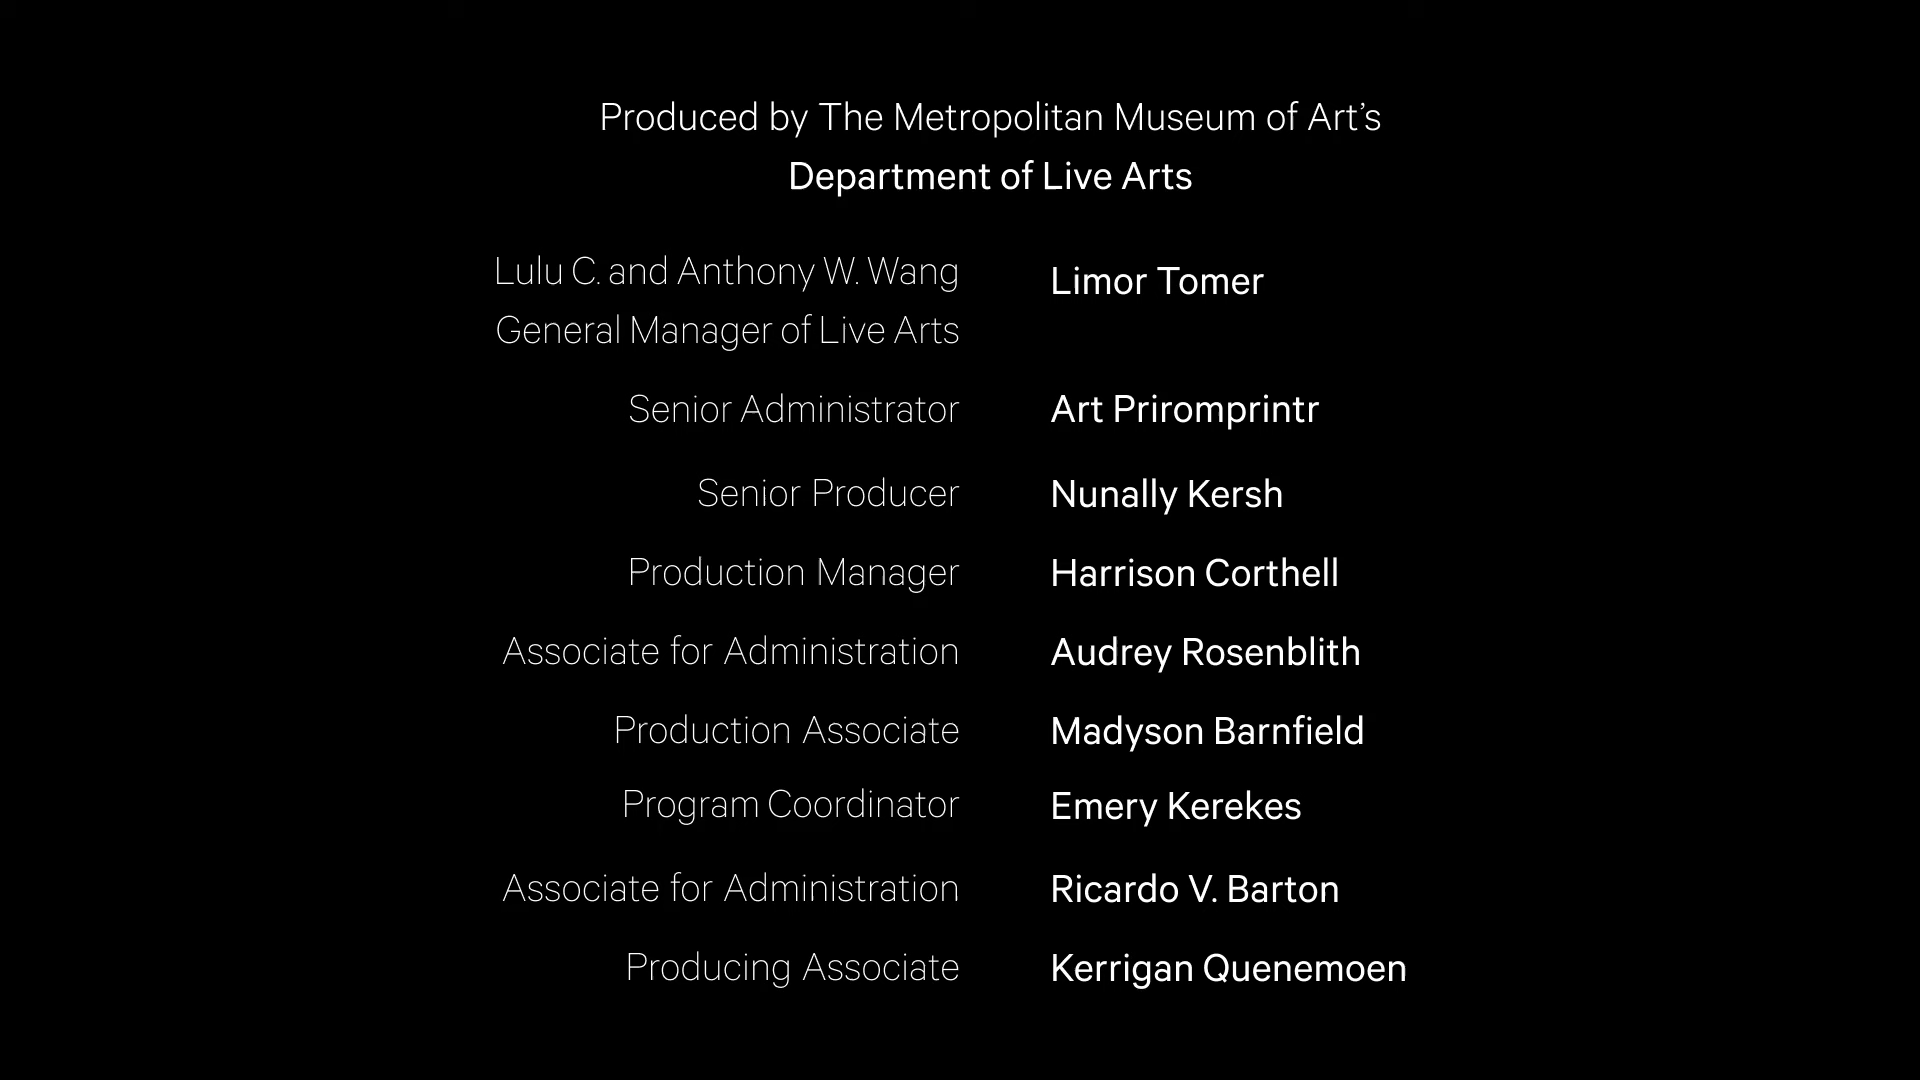 Produced by The Metropolitan Museum of Art’s
Department of Live Arts
Lulu C. and Anthony W. Wang
General Manager of Live Arts
Limor Tomer
Senior Administrator Art Priromprintr
Senior Producer Nunally Kersh
Production Manager Harrison Corthell
Associate for Administration Audrey Rosenblith
Production Associate Madyson Barnfield
Program Coordinator Emery Kerekes
Associate for Administration Ricardo V. Barton
Producing Associate Kerrigan Quenemoen